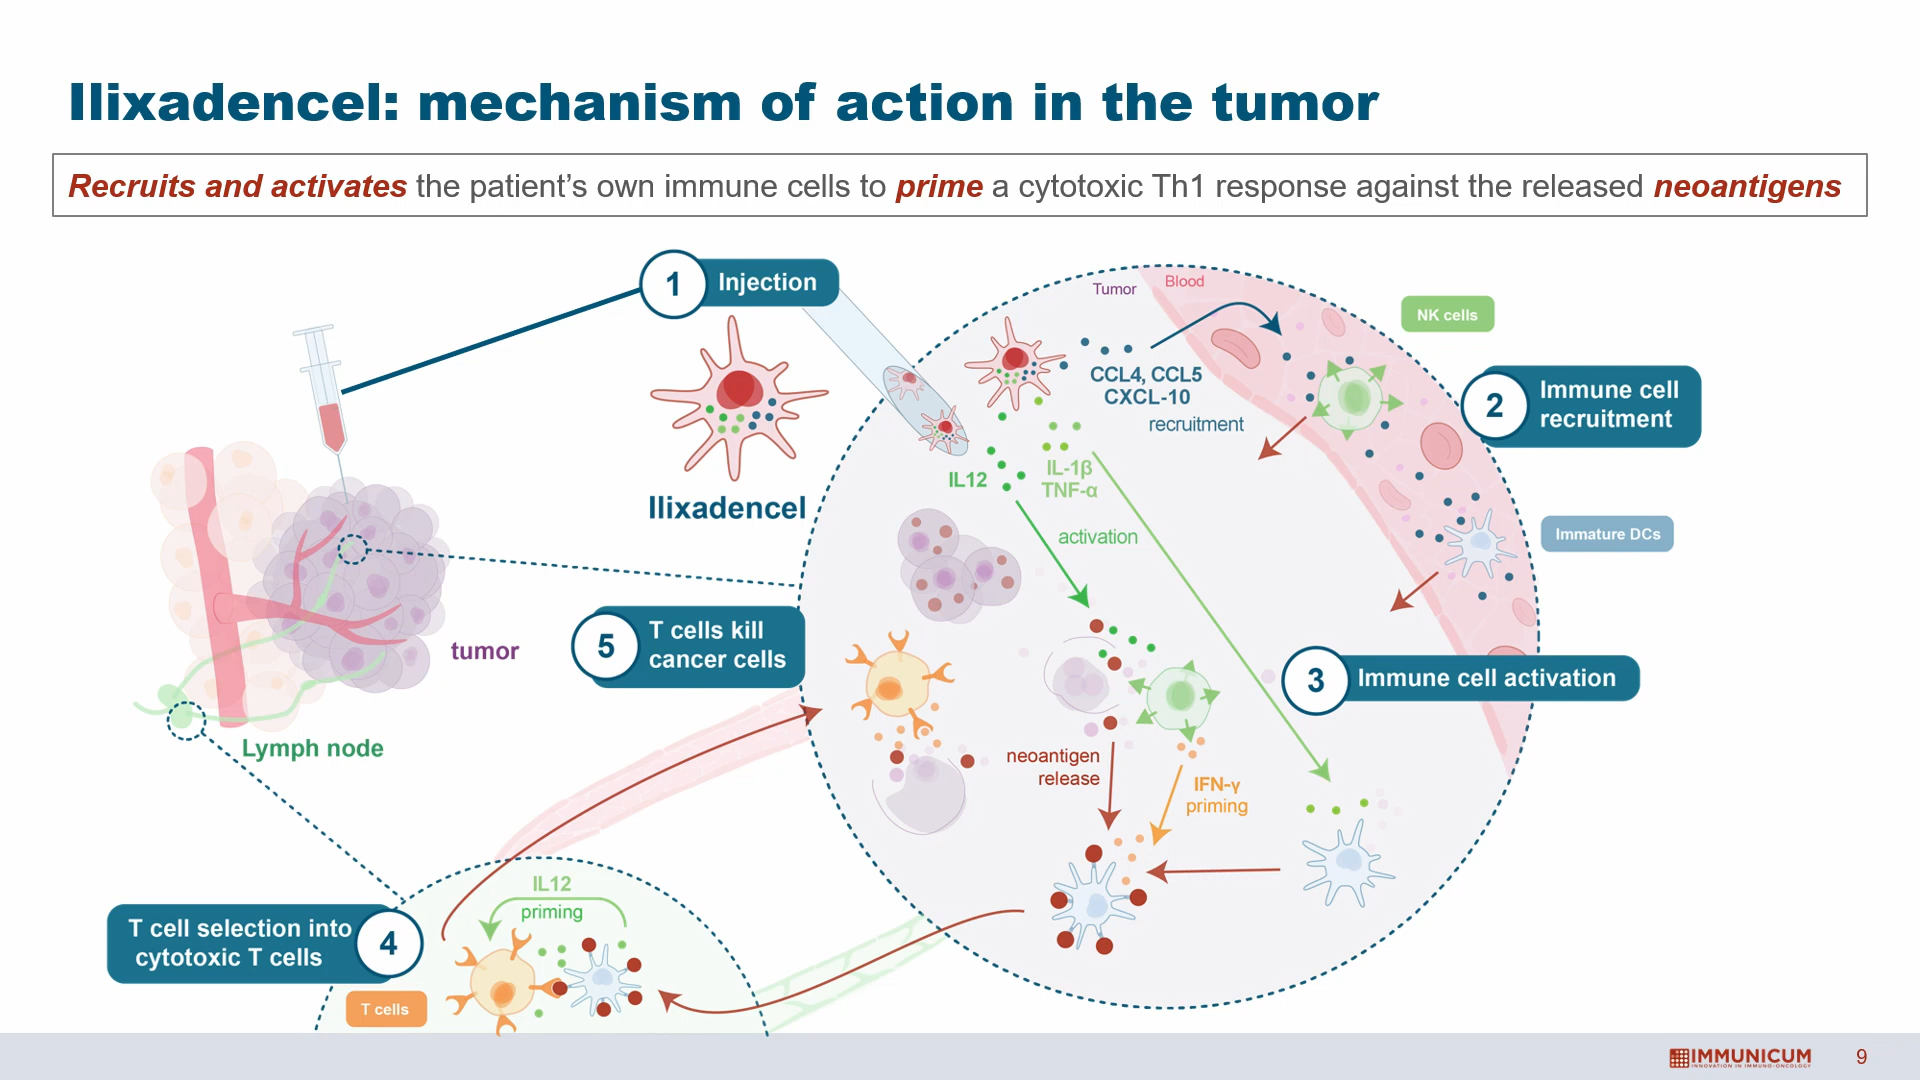 Ilixadencel: mechanism of action in the tumor
Recruits and activates the patient’s own immune cells to prime a cytotoxic Th1 response against the released neoantigens
1
Injection
Ilixadencel
tumor
Lymph node
Tumor
Blood
CCL4, CCL5
CXCL-10
recruitment
NK cells
2
Immune cell
recruitment
Immature DCs
IL12
IL-1β
TNF-α
activation
3
Immune cell activation
neoantigen
release
IFN-γ
priming
4
T cell selection into
cytotoxic T cells
T cells
IL12
priming
5
T cells kill
cancer cells
IMMUNICUM
INNOVATION IN IMMUNO-ONCOLOGY
9